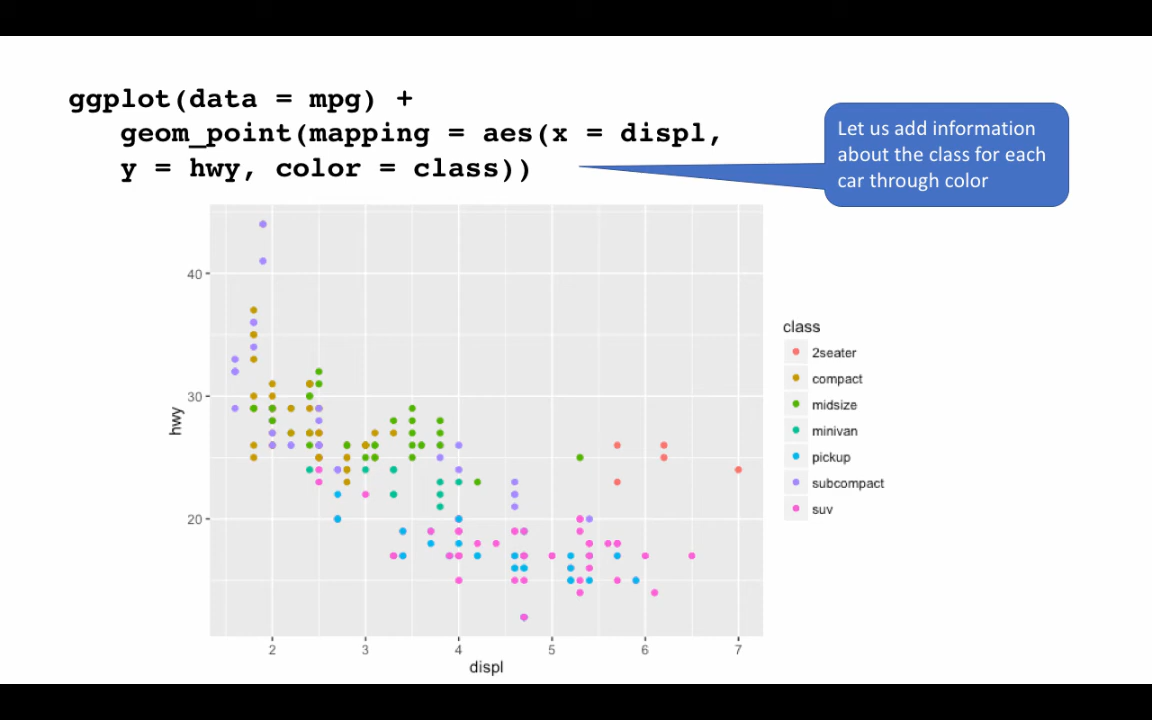 ggplot(data = mpg) +
geom_point(mapping = aes(x = displ,
y = hwy, color = class))
Let us add information
about the class for each
car through color
40
30
20
hwy
2 3 4 5 6 7
displ
class
2seater
compact
midsize
minivan
pickup
subcompact
suv